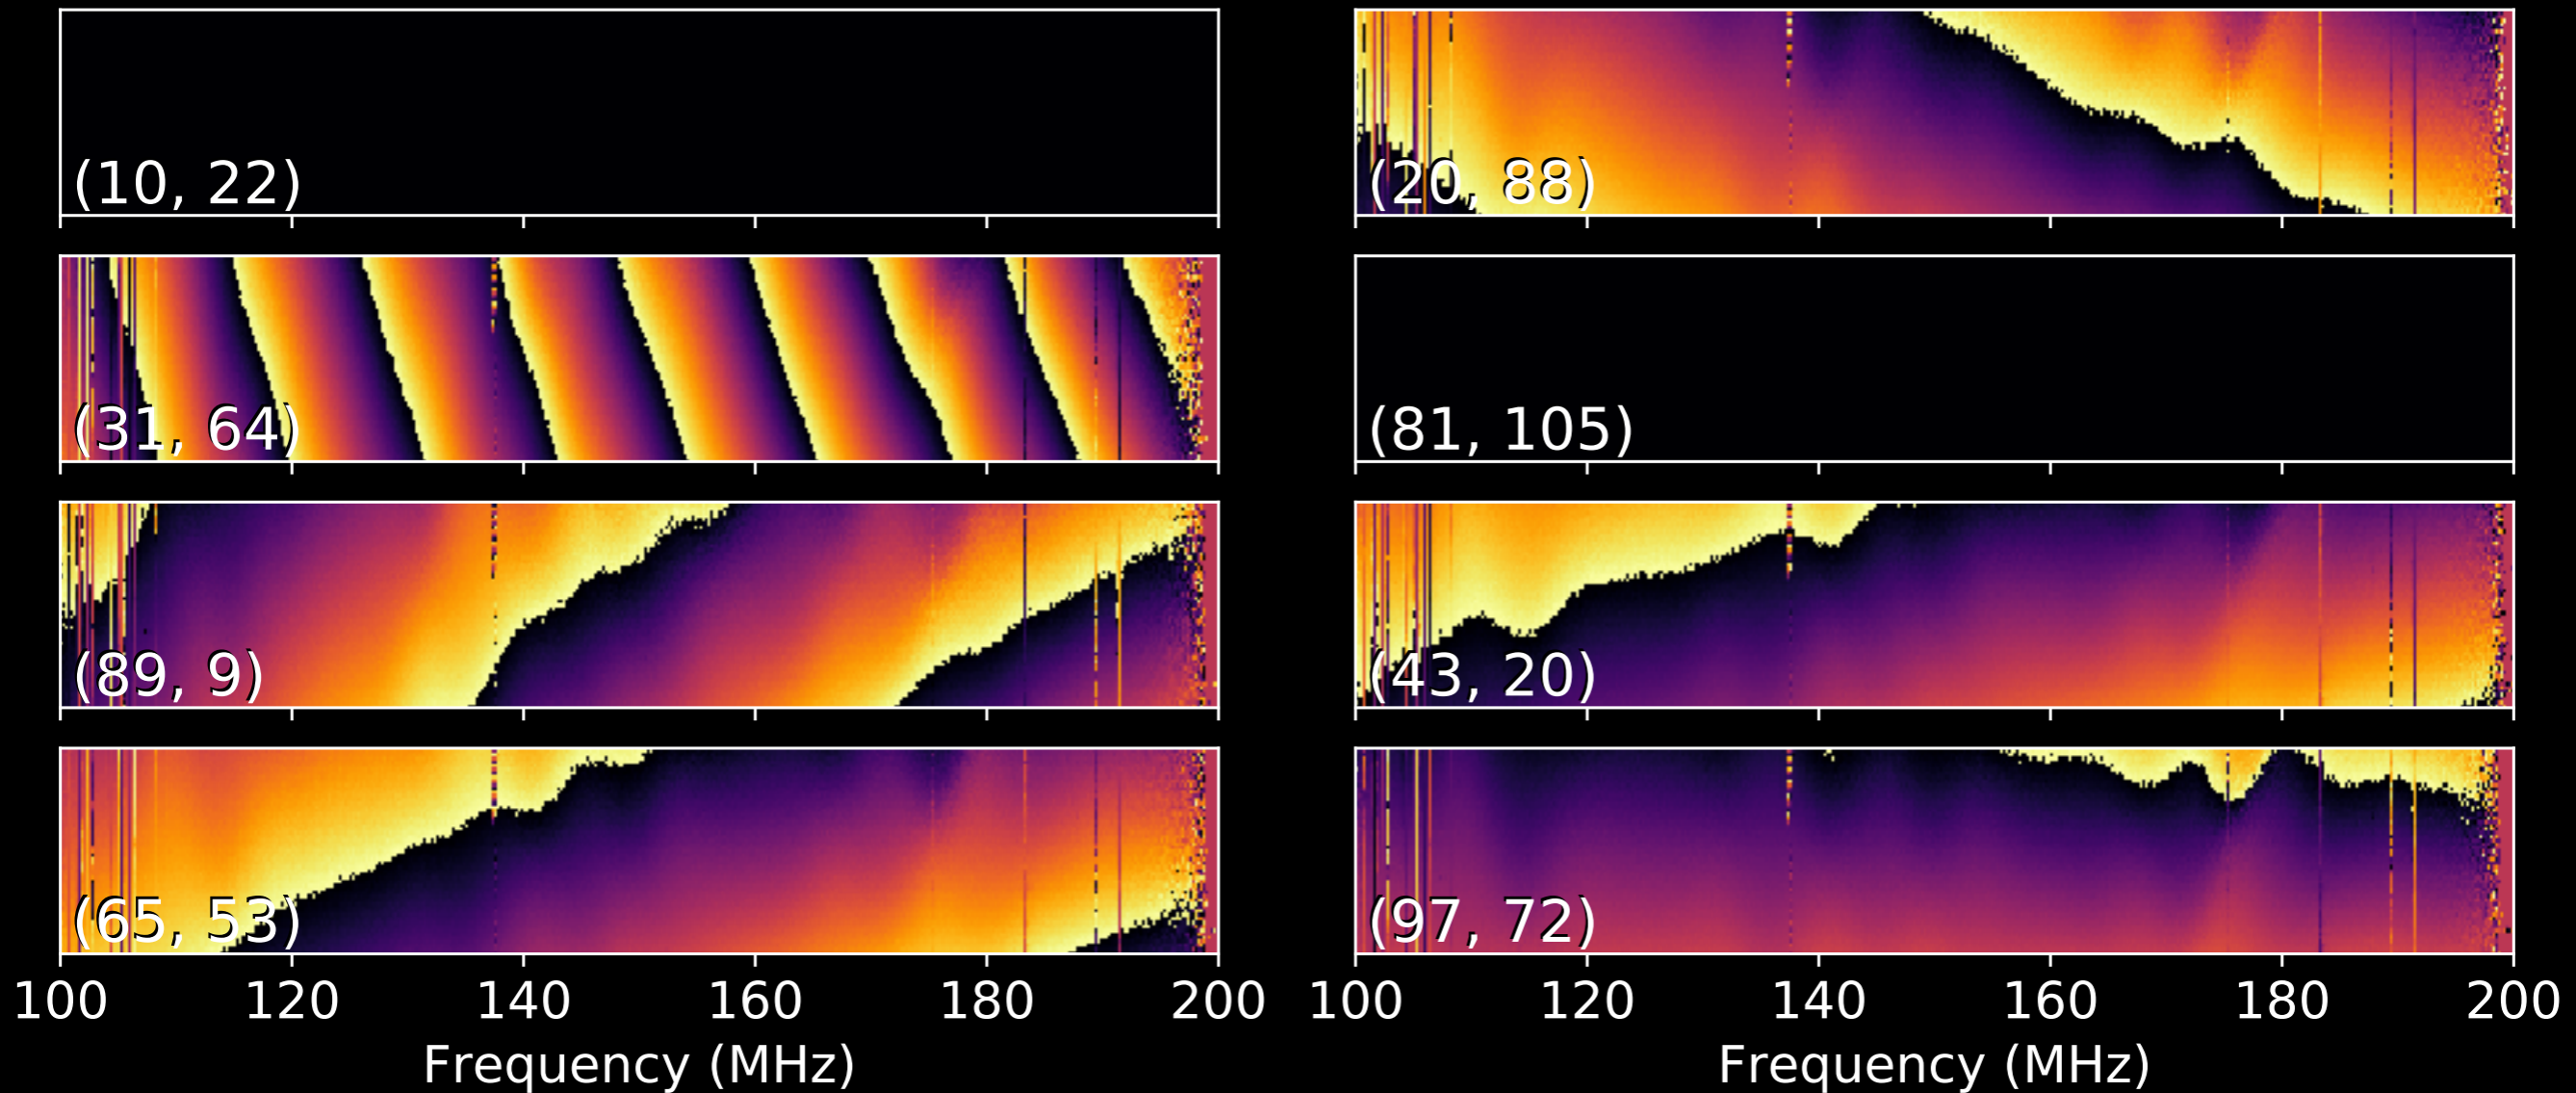 (10, 22)
(20, 88)
(31, 64)
(81, 105)
(89, 9)
(43, 20)
(65, 53)
(97, 72)
100 120 140 160 180 200
100 120 140 160 180 200
Frequency (MHz)
Frequency (MHz)